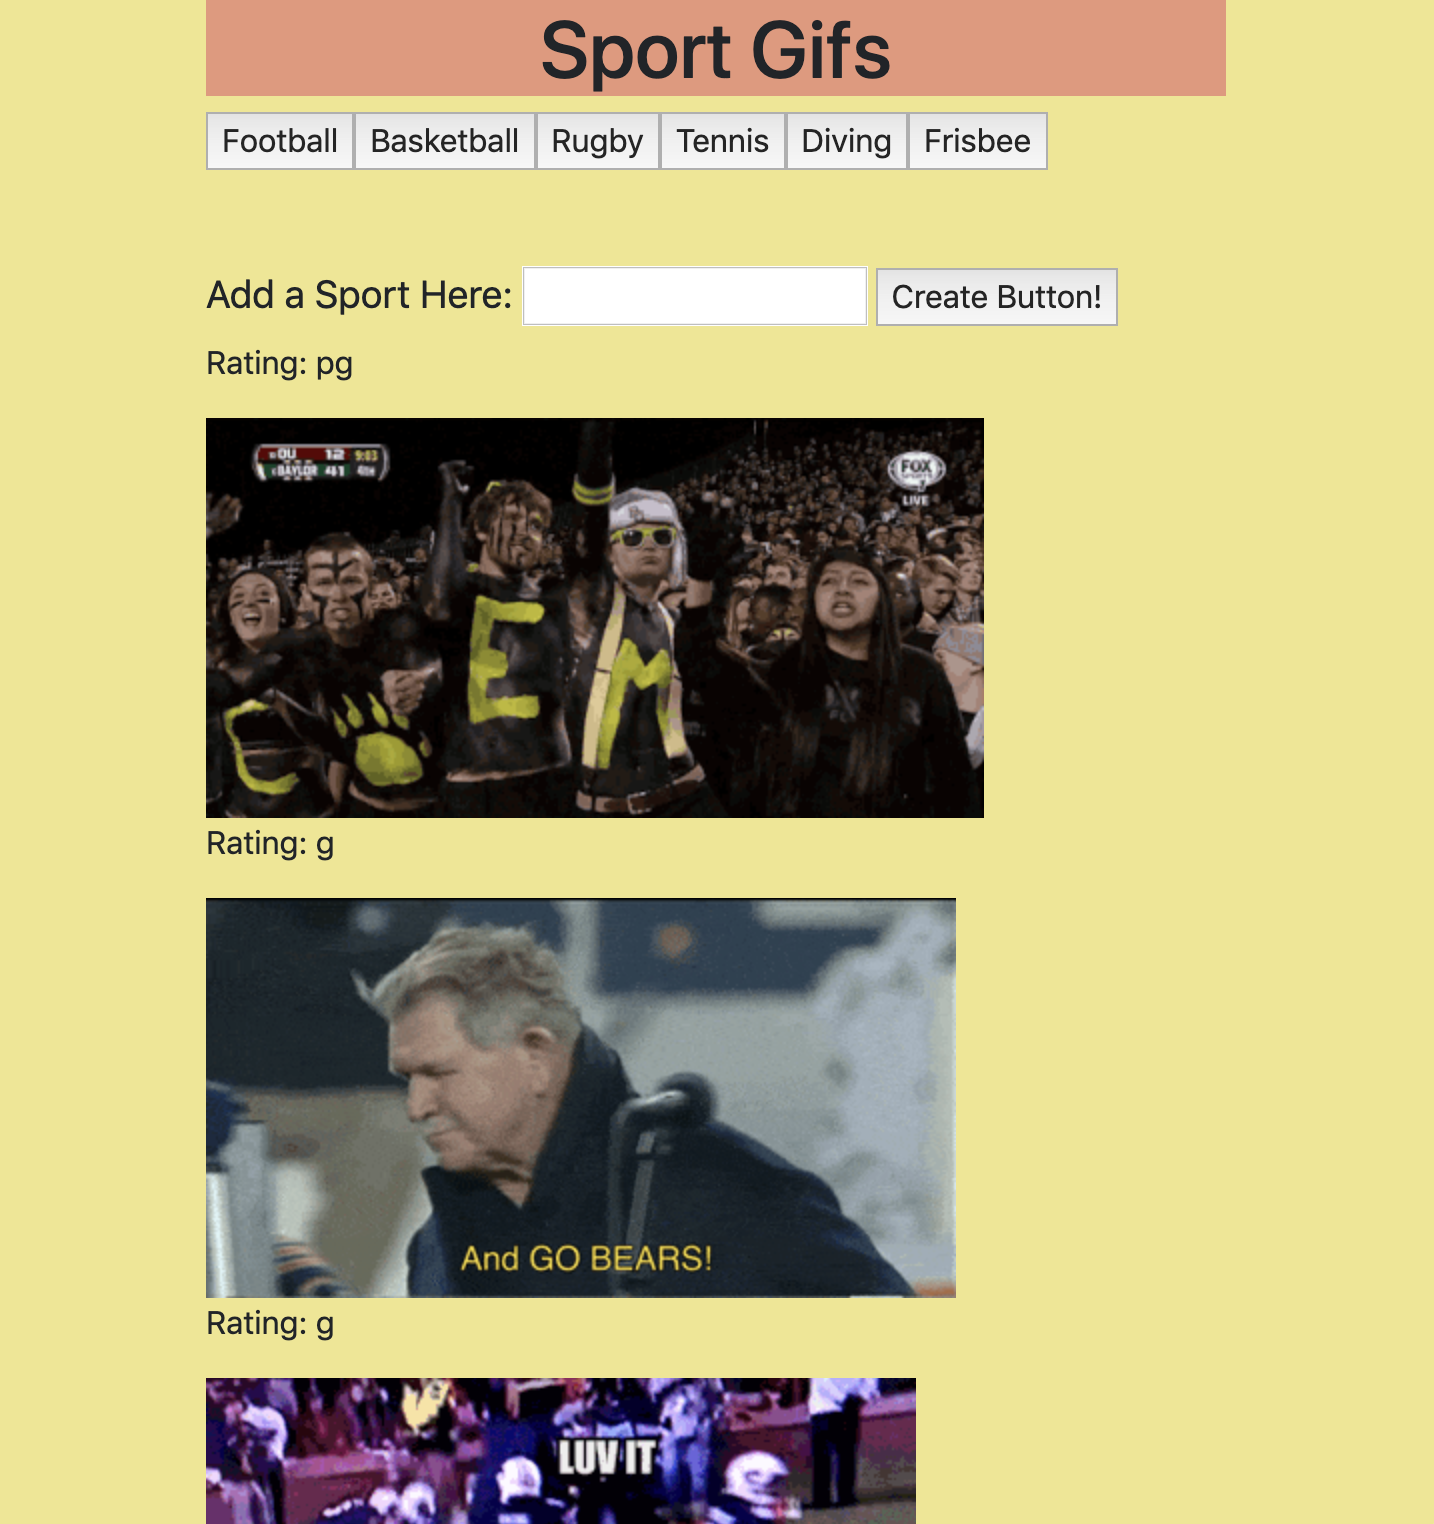 Sport Gifs
Football Basketball Rugby Tennis Diving Frisbee
Add a Sport Here: Create Button!
Rating: pg
OU 12 9:03
BAYLOR 41 4th
FOX
SPORTS
LIVE
E M
Rating: g
And GO BEARS!
Rating: g
LUV IT